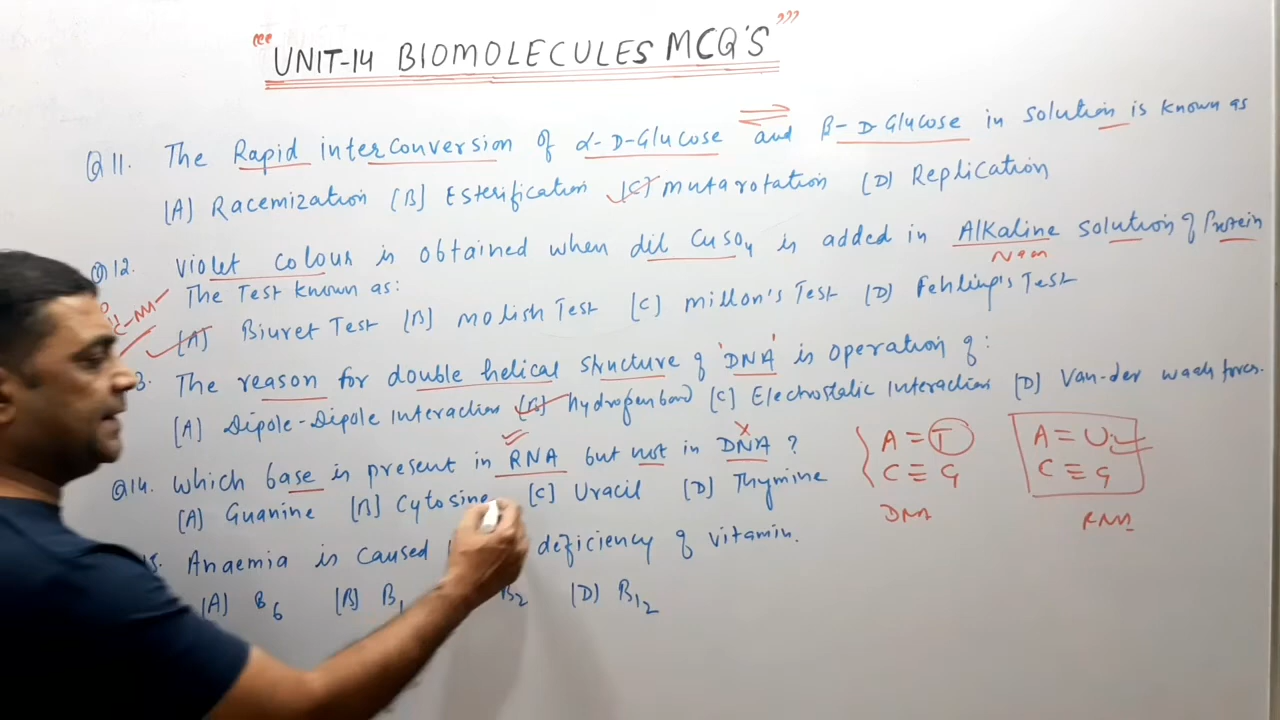 "UNIT-14 BIOMOLECULES MCQ'S"
Q11. The Rapid interconversion of α-D-Glucose ⇌ and β-D Glucose in solution is known as
(A) Racemization (B) Esterification (C) mutarotation (D) Replication
Q12. Violet colour is obtained when dil CuSO4 is added in Alkaline solution of Protein
The Test known as:
(A) Biuret Test (B) Molish Test (C) millon's Test (D) Fehling's Test
3. The reason for double helical structure of 'DNA' is operation of:
(A) Dipole-Dipole Interaction (B) hydrogen bond (C) Electrostatic Interaction (D) Van-der waals forces.
Q14. Which base is present in RNA but not in DNA?
(A) Guanine (B) Cytosine (C) Uracil (D) Thymine
A=T
C≡G
DNA
A=U
C≡G
RNA
15. Anaemia is caused deficiency of vitamin.
(A) B6 (B) B1 B2 (D) B12